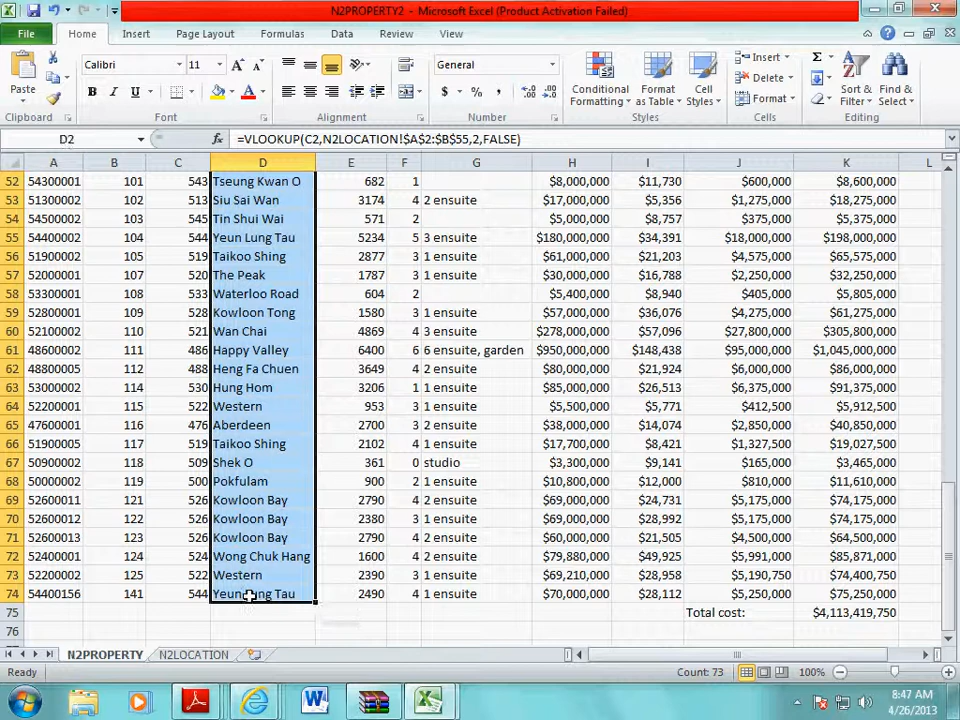 N2PROPERTY2 - Microsoft Excel (Product Activation Failed)
File Home Insert Page Layout Formulas Data Review View
Calibri 11 General
Paste Conditional Formatting Format as Table Cell Styles Insert Delete Format Sort & Filter Find & Select
Clipboard Font Alignment Number Styles Cells Editing
D2 fx =VLOOKUP(C2,N2LOCATION!$A$2:$B$55,2,FALSE)
A B C D E F G H I J K L
52 54300001 101 543 Tseung Kwan O 682 1 $8,000,000 $11,730 $600,000 $8,600,000
53 51300002 102 513 Siu Sai Wan 3174 4 2 ensuite $17,000,000 $5,356 $1,275,000 $18,275,000
54 54500002 103 545 Tin Shui Wai 571 2 $5,000,000 $8,757 $375,000 $5,375,000
55 54400002 104 544 Yeun Lung Tau 5234 5 3 ensuite $180,000,000 $34,391 $18,000,000 $198,000,000
56 51900002 105 519 Taikoo Shing 2877 3 1 ensuite $61,000,000 $21,203 $4,575,000 $65,575,000
57 52000001 107 520 The Peak 1787 3 1 ensuite $30,000,000 $16,788 $2,250,000 $32,250,000
58 53300001 108 533 Waterloo Road 604 2 $5,400,000 $8,940 $405,000 $5,805,000
59 52800001 109 528 Kowloon Tong 1580 3 1 ensuite $57,000,000 $36,076 $4,275,000 $61,275,000
60 52100002 110 521 Wan Chai 4869 4 3 ensuite $278,000,000 $57,096 $27,800,000 $305,800,000
61 48600002 111 486 Happy Valley 6400 6 6 ensuite, garden $950,000,000 $148,438 $95,000,000 $1,045,000,000
62 48800005 112 488 Heng Fa Chuen 3649 4 2 ensuite $80,000,000 $21,924 $6,000,000 $86,000,000
63 53000002 114 530 Hung Hom 3206 1 1 ensuite $85,000,000 $26,513 $6,375,000 $91,375,000
64 52200001 115 522 Western 953 3 1 ensuite $5,500,000 $5,771 $412,500 $5,912,500
65 47600001 116 476 Aberdeen 2700 3 2 ensuite $38,000,000 $14,074 $2,850,000 $40,850,000
66 51900005 117 519 Taikoo Shing 2102 4 1 ensuite $17,700,000 $8,421 $1,327,500 $19,027,500
67 50900002 118 509 Shek O 361 0 studio $3,300,000 $9,141 $165,000 $3,465,000
68 50000002 119 500 Pokfulam 900 2 1 ensuite $10,800,000 $12,000 $810,000 $11,610,000
69 52600011 121 526 Kowloon Bay 2790 4 2 ensuite $69,000,000 $24,731 $5,175,000 $74,175,000
70 52600012 122 526 Kowloon Bay 2380 3 1 ensuite $69,000,000 $28,992 $5,175,000 $74,175,000
71 52600013 123 526 Kowloon Bay 2790 4 2 ensuite $60,000,000 $21,505 $4,500,000 $64,500,000
72 52400001 124 524 Wong Chuk Hang 1600 4 2 ensuite $79,880,000 $49,925 $5,991,000 $85,871,000
73 52200002 125 522 Western 2390 3 1 ensuite $69,210,000 $28,958 $5,190,750 $74,400,750
74 54400156 141 544 Yeun Lung Tau 2490 4 1 ensuite $70,000,000 $28,112 $5,250,000 $75,250,000
75 Total cost: $4,113,419,750
76
N2PROPERTY N2LOCATION
Ready Count: 73 100%
8:47 AM
4/26/2013